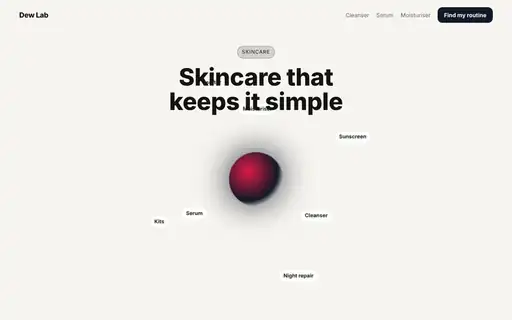 Dew Lab
Cleanser
Serum
Moisturiser
Find my routine
SKINCARE
Skincare that
keeps it simple
Sunscreen
Serum
Cleanser
Kits
Night repair